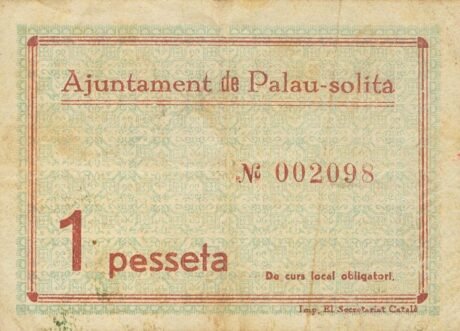 Ajuntament de Palau-solità
№ 002098
1 pesseta
De curs local obligatori.
Imp. El Secretariat Català